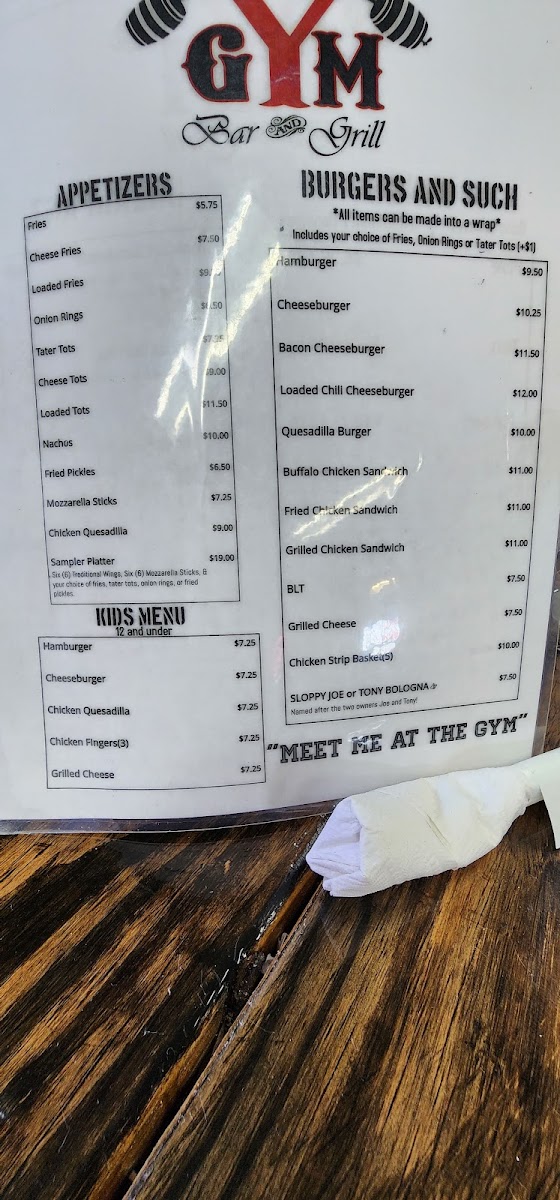 GYM
Bar AND Grill
APPETIZERS
Fries $5.75
Cheese Fries $7.50
Loaded Fries
Onion Rings
Tater Tots
Cheese Tots $9.00
Loaded Tots $11.50
Nachos $10.00
Fried Pickles $6.50
Mozzarella Sticks $7.25
Chicken Quesadilla $9.00
Sampler Platter $19.00
Six (6) Traditional Wings, Six (6) Mozzarella Sticks, &
your choice of fries, tater tots, onion rings, or fried
pickles.
KIDS MENU
12 and under
Hamburger $7.25
Cheeseburger $7.25
Chicken Quesadilla $7.25
Chicken Fingers(3) $7.25
Grilled Cheese $7.25
BURGERS AND SUCH
*All items can be made into a wrap*
Includes your choice of Fries, Onion Rings or Tater Tots (+$1)
Hamburger $9.50
Cheeseburger $10.25
Bacon Cheeseburger $11.50
Loaded Chili Cheeseburger $12.00
Quesadilla Burger $10.00
Buffalo Chicken Sandwich $11.00
Fried Chicken Sandwich $11.00
Grilled Chicken Sandwich $11.00
BLT $7.50
Grilled Cheese $7.50
Chicken Strip Basket(5) $10.00
SLOPPY JOE or TONY BOLOGNA $7.50
Named after the two owners Joe and Tony!
"MEET ME AT THE GYM"